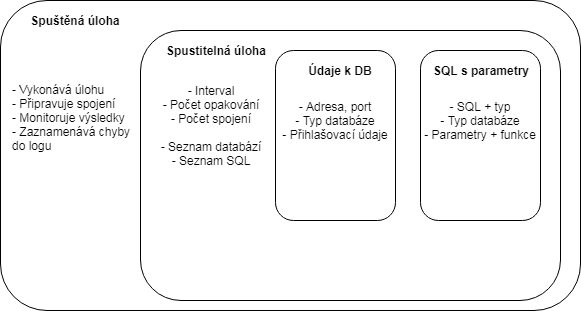 Spuštěná úloha
- Vykonává úlohu
- Připravuje spojení
- Monitoruje výsledky
- Zaznamenává chyby
do logu
Spustitelná úloha
- Interval
- Počet opakování
- Počet spojení
- Seznam databází
- Seznam SQL
Údaje k DB
- Adresa, port
- Typ databáze
- Přihlašovací údaje
SQL s parametry
- SQL + typ
- Typ databáze
- Parametry + funkce